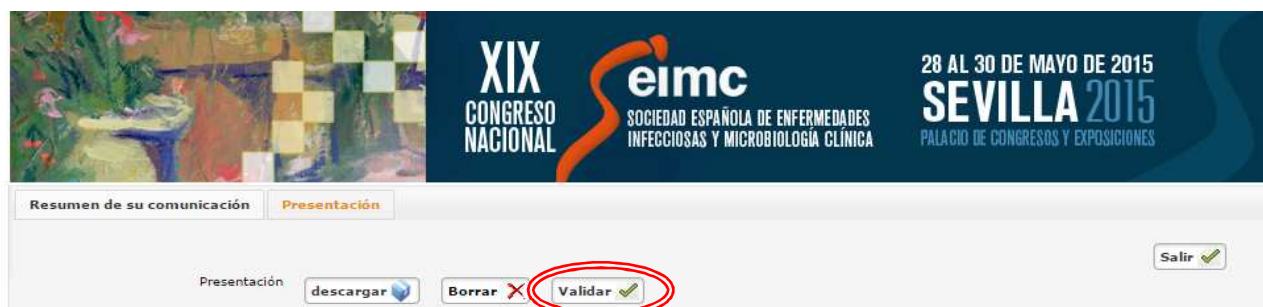 XIX
CONGRESO
NACIONAL
seimc
SOCIEDAD ESPAÑOLA DE ENFERMEDADES
INFECCIOSAS Y MICROBIOLOGÍA CLÍNICA
28 AL 30 DE MAYO DE 2015
SEVILLA 2015
PALACIO DE CONGRESOS Y EXPOSICIONES
Resumen de su comunicación Presentación
Salir
Presentación descargar Borrar Validar